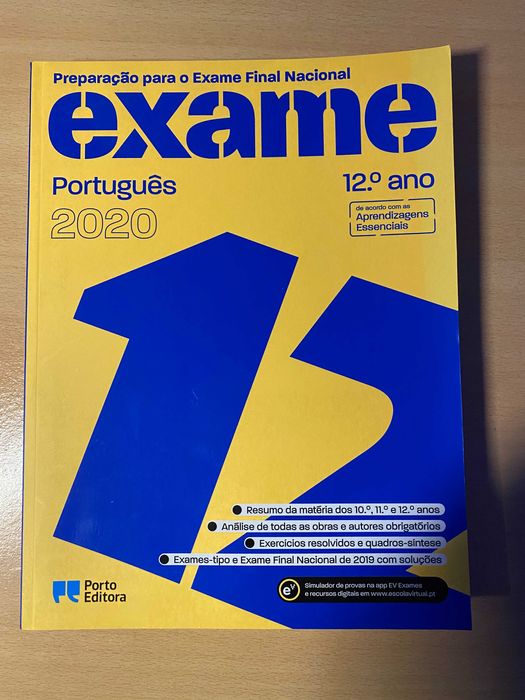 Preparação para o Exame Final Nacional
exame
Português
12.º ano
2020
de acordo com as
Aprendizagens
Essenciais
12
Resumo da matéria dos 10.º, 11.º e 12.º anos
Análise de todas as obras e autores obrigatórios
Exercícios resolvidos e quadros-síntese
Exames-tipo e Exame Final Nacional de 2019 com soluções
Porto
Editora
ev
Simulador de provas na app EV Exames
e recursos digitais em www.escolavirtual.pt